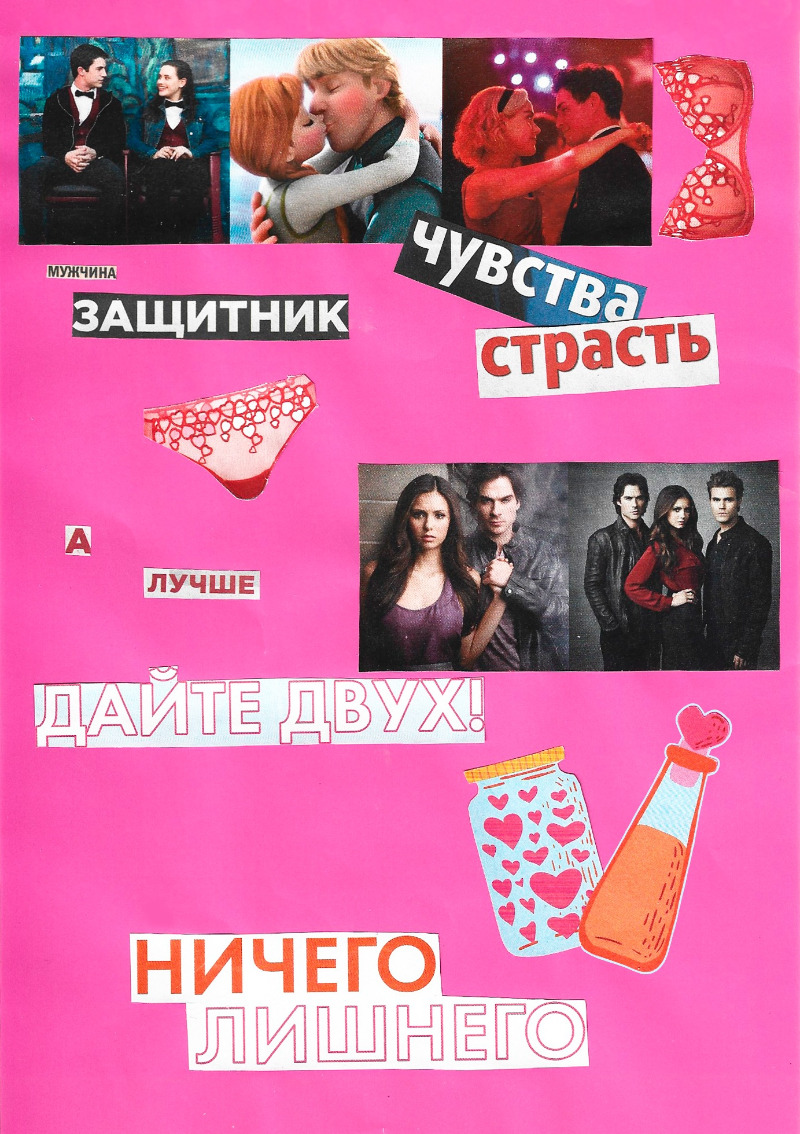 МУЖЧИНА
ЗАЩИТНИК
ЧУВСТВА
СТРАСТЬ
А
ЛУЧШЕ
ДАЙТЕ ДВУХ!
НИЧЕГО
ЛИШНЕГО